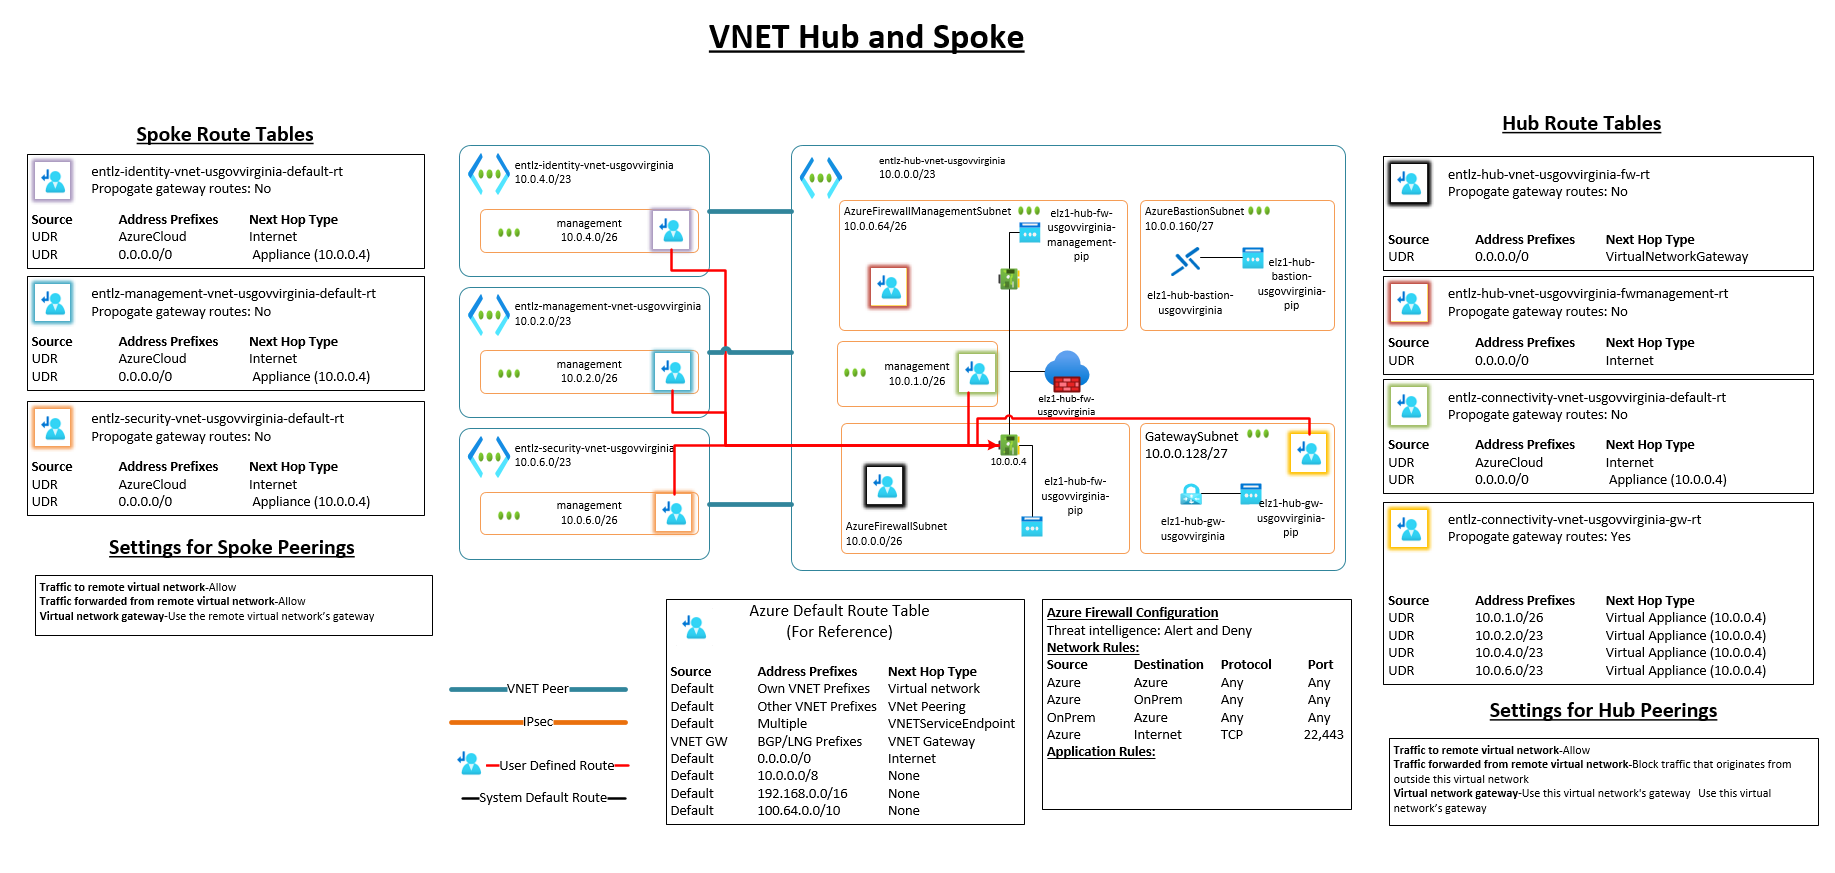 VNET Hub and Spoke
Spoke Route Tables
entlz-identity-vnet-usgovvirginia-default-rt
Propogate gateway routes: No
Source Address Prefixes Next Hop Type
UDR AzureCloud Internet
UDR 0.0.0.0/0 Appliance (10.0.0.4)
entlz-management-vnet-usgovvirginia-default-rt
Propogate gateway routes: No
Source Address Prefixes Next Hop Type
UDR AzureCloud Internet
UDR 0.0.0.0/0 Appliance (10.0.0.4)
entlz-security-vnet-usgovvirginia-default-rt
Propogate gateway routes: No
Source Address Prefixes Next Hop Type
UDR AzureCloud Internet
UDR 0.0.0.0/0 Appliance (10.0.0.4)
Settings for Spoke Peerings
Traffic to remote virtual network-Allow
Traffic forwarded from remote virtual network-Allow
Virtual network gateway-Use the remote virtual network’s gateway
entlz-identity-vnet-usgovvirginia
10.0.4.0/23
management
10.0.4.0/26
entlz-management-vnet-usgovvirginia
10.0.2.0/23
management
10.0.2.0/26
entlz-security-vnet-usgovvirginia
10.0.6.0/23
management
10.0.6.0/26
entlz-hub-vnet-usgovvirginia
10.0.0.0/23
AzureFirewallManagementSubnet
10.0.0.64/26
elz1-hub-fw-
usgovvirginia-
management-
pip
AzureBastionSubnet
10.0.0.160/27
elz1-hub-bastion-
usgovvirginia
elz1-hub-
bastion-
usgovvirginia-
pip
management
10.0.1.0/26
elz1-hub-fw-
usgovvirginia
10.0.0.4
elz1-hub-fw-
usgovvirginia-
pip
AzureFirewallSubnet
10.0.0.0/26
GatewaySubnet
10.0.0.128/27
elz1-hub-gw-
usgovvirginia
elz1-hub-gw-
usgovvirginia-
pip
VNET Peer
IPsec
User Defined Route
System Default Route
Azure Default Route Table
(For Reference)
Source Address Prefixes Next Hop Type
Default Own VNET Prefixes Virtual network
Default Other VNET Prefixes VNet Peering
Default Multiple VNETServiceEndpoint
VNET GW BGP/LNG Prefixes VNET Gateway
Default 0.0.0.0/0 Internet
Default 10.0.0.0/8 None
Default 192.168.0.0/16 None
Default 100.64.0.0/10 None
Azure Firewall Configuration
Threat intelligence: Alert and Deny
Network Rules:
Source Destination Protocol Port
Azure Azure Any Any
Azure OnPrem Any Any
OnPrem Azure Any Any
Azure Internet TCP 22,443
Application Rules:
Hub Route Tables
entlz-hub-vnet-usgovvirginia-fw-rt
Propogate gateway routes: No
Source Address Prefixes Next Hop Type
UDR 0.0.0.0/0 VirtualNetworkGateway
entlz-hub-vnet-usgovvirginia-fwmanagement-rt
Propogate gateway routes: No
Source Address Prefixes Next Hop Type
UDR 0.0.0.0/0 Internet
entlz-connectivity-vnet-usgovvirginia-default-rt
Propogate gateway routes: No
Source Address Prefixes Next Hop Type
UDR AzureCloud Internet
UDR 0.0.0.0/0 Appliance (10.0.0.4)
entlz-connectivity-vnet-usgovvirginia-gw-rt
Propogate gateway routes: Yes
Source Address Prefixes Next Hop Type
UDR 10.0.1.0/26 Virtual Appliance (10.0.0.4)
UDR 10.0.2.0/23 Virtual Appliance (10.0.0.4)
UDR 10.0.4.0/23 Virtual Appliance (10.0.0.4)
UDR 10.0.6.0/23 Virtual Appliance (10.0.0.4)
Settings for Hub Peerings
Traffic to remote virtual network-Allow
Traffic forwarded from remote virtual network-Block traffic that originates from
outside this virtual network
Virtual network gateway-Use this virtual network's gateway Use this virtual
network’s gateway